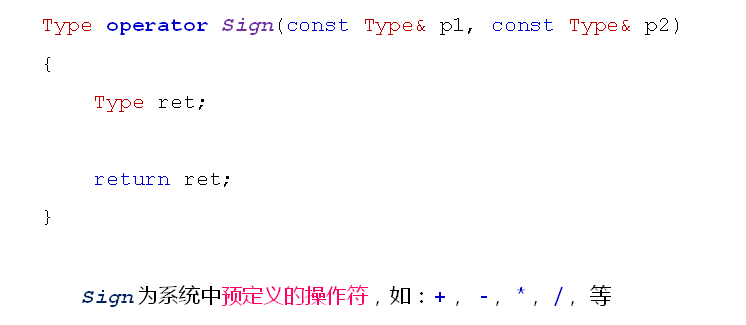 Type operator Sign(const Type& p1, const Type& p2)
{
Type ret;
return ret;
}
Sign为系统中预定义的操作符，如：+，-，*，/，等